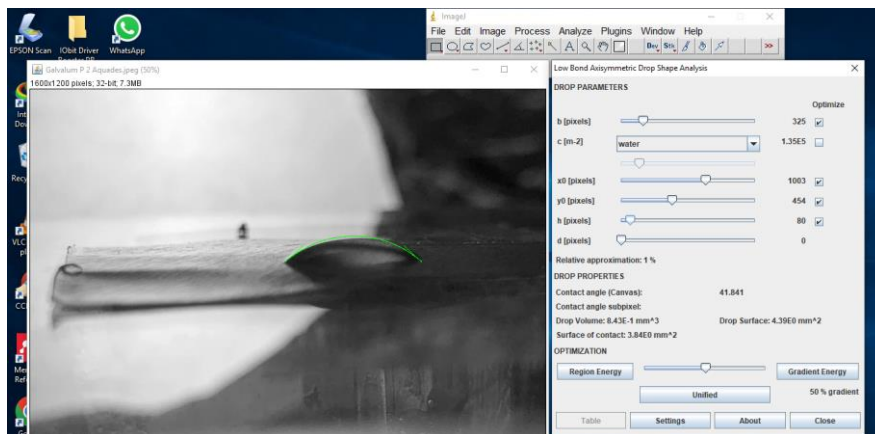 ImageJ
File Edit Image Process Analyze Plugins Window Help
Dev Stk
EPSON Scan IObit Driver WhatsApp
Galvalum P 2 Aquades.jpeg (50%)
1600x1200 pixels; 32-bit; 7.3MB
Low Bond Axisymmetric Drop Shape Analysis
DROP PARAMETERS
Optimize
b [pixels] 325
c [m-2] water 1.35E5
x0 [pixels] 1003
y0 [pixels] 454
h [pixels] 80
d [pixels] 0
Relative approximation: 1 %
DROP PROPERTIES
Contact angle (Canvas): 41.841
Contact angle subpixel:
Drop Volume: 8.43E-1 mm^3 Drop Surface: 4.39E0 mm^2
Surface of contact: 3.84E0 mm^2
OPTIMIZATION
Region Energy Gradient Energy
Unified 50 % gradient
Table Settings About Close